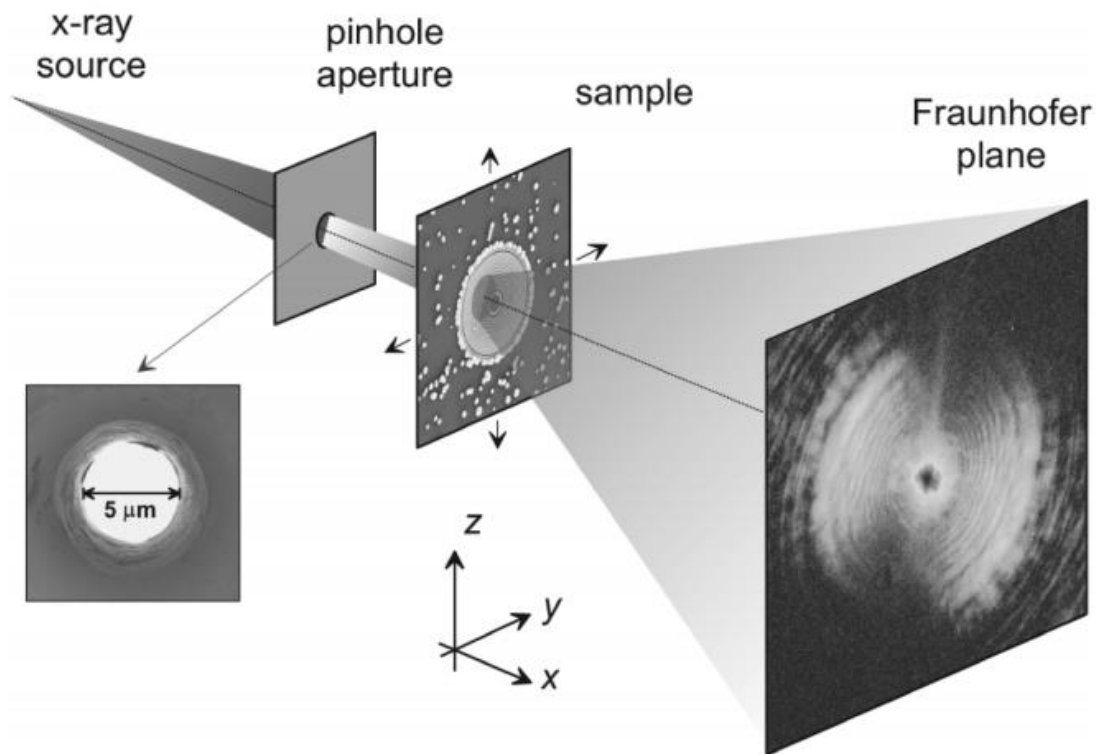 x-ray
source
pinhole
aperture
sample
Fraunhofer
plane
5 μm
z
y
x